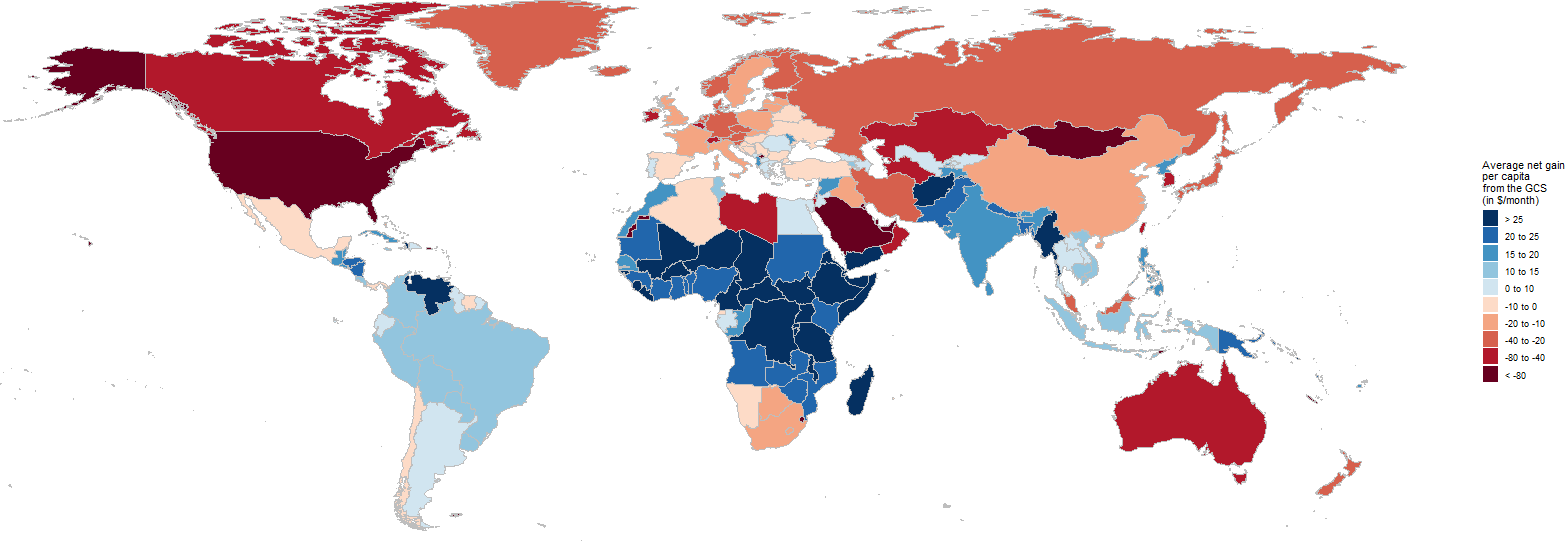 Average net gain
per capita
from the GCS
(in $/month)
> 25
20 to 25
15 to 20
10 to 15
0 to 10
-10 to 0
-20 to -10
-40 to -20
-80 to -40
< -80